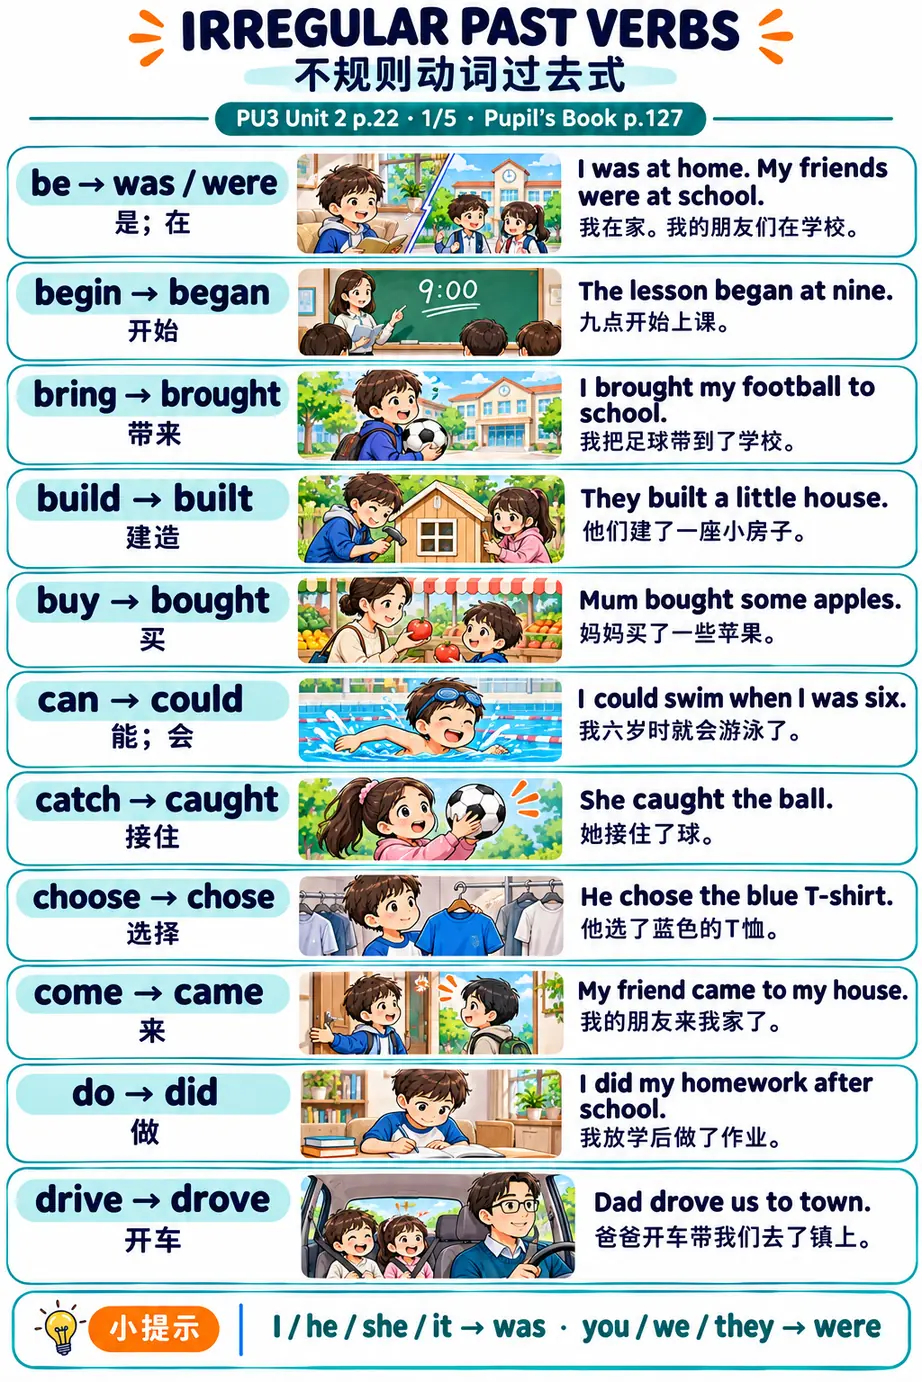 IRREGULAR PAST VERBS
不规则动词过去式
PU3 Unit 2 p.22 · 1/5 · Pupil's Book p.127
be → was / were
是；在
I was at home. My friends
were at school.
我在家。我的朋友们在学校。
begin → began
开始
9:00
The lesson began at nine.
九点开始上课。
bring → brought
带来
I brought my football to
school.
我把足球带到了学校。
build → built
建造
They built a little house.
他们建了一座小房子。
buy → bought
买
Mum bought some apples.
妈妈买了一些苹果。
can → could
能；会
I could swim when I was six.
我六岁时就会游泳了。
catch → caught
接住
She caught the ball.
她接住了球。
choose → chose
选择
He chose the blue T-shirt.
他选了蓝色的T恤。
come → came
来
My friend came to my house.
我的朋友来我家了。
do → did
做
I did my homework after
school.
我放学后做了作业。
drive → drove
开车
Dad drove us to town.
爸爸开车带我们去了镇上。
小提示
I / he / she / it → was · you / we / they → were